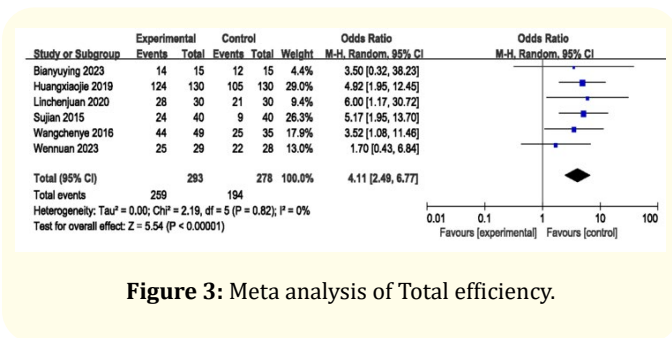 Experimental Control Odds Ratio Odds Ratio
Study or Subgroup Events Total Events Total Weight M-H, Random, 95% CI M-H, Random, 95% CI
Bianyuying 2023 14 15 12 15 4.4% 3.50 [0.32, 38.23]
Huangxiaojie 2019 124 130 105 130 29.0% 4.92 [1.95, 12.45]
Linchenjuan 2020 28 30 21 30 9.4% 6.00 [1.17, 30.72]
Sujian 2015 24 40 9 40 26.3% 5.17 [1.95, 13.70]
Wangchenye 2016 44 49 25 35 17.9% 3.52 [1.08, 11.46]
Wennuan 2023 25 29 22 28 13.0% 1.70 [0.43, 6.84]
Total (95% CI) 293 278 100.0% 4.11 [2.49, 6.77]
Total events 259 194
Heterogeneity: Tau² = 0.00; Chi² = 2.19, df = 5 (P = 0.82); I² = 0%
Test for overall effect: Z = 5.54 (P < 0.00001)
0.01 0.1 1 10 100
Favours [experimental] Favours [control]
Figure 3: Meta analysis of Total efficiency.